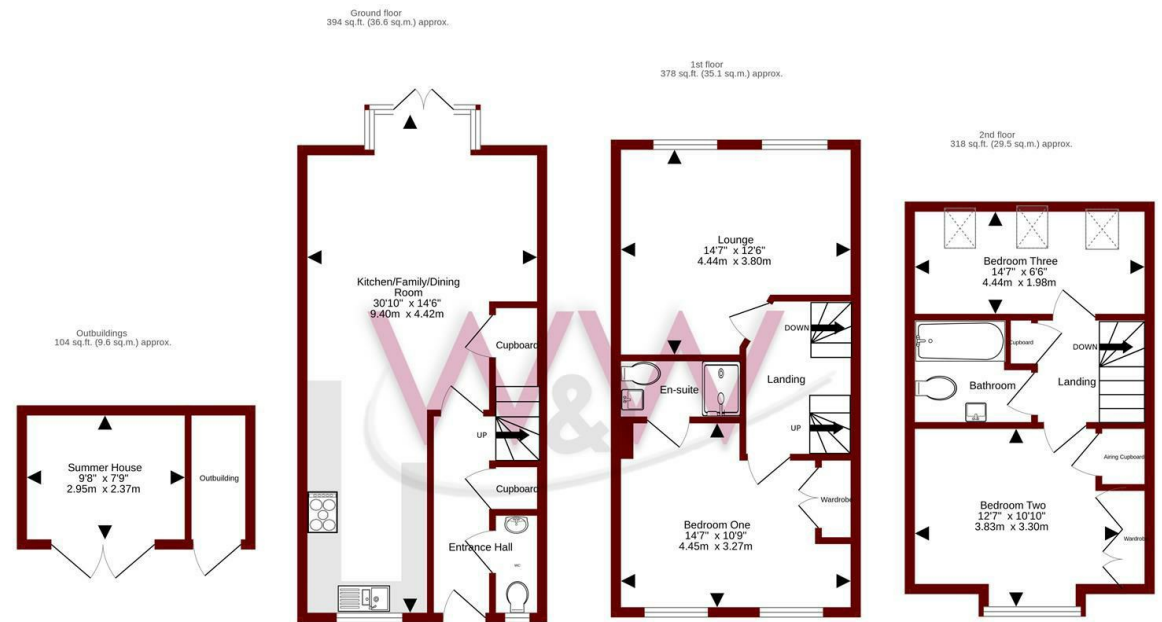 Ground floor
394 sq.ft. (36.6 sq.m.) approx.
1st floor
378 sq.ft. (35.1 sq.m.) approx.
2nd floor
318 sq.ft. (29.5 sq.m.) approx.
Outbuildings
104 sq.ft. (9.6 sq.m.) approx.
Summer House
9'8" x 7'9"
2.95m x 2.37m
Outbuilding
Kitchen/Family/Dining
Room
30'10" x 14'6"
9.40m x 4.42m
Cupboard
UP
Cupboard
Entrance Hall
WC
Lounge
14'7" x 12'6"
4.44m x 3.80m
DOWN
Landing
En-suite
UP
Wardrobe
Bedroom One
14'7" x 10'9"
4.45m x 3.27m
Bedroom Three
14'7" x 6'6"
4.44m x 1.98m
Cupboard
DOWN
Bathroom
Landing
Airing Cupboard
Bedroom Two
12'7" x 10'10"
3.83m x 3.30m
Wardrobe
W&W